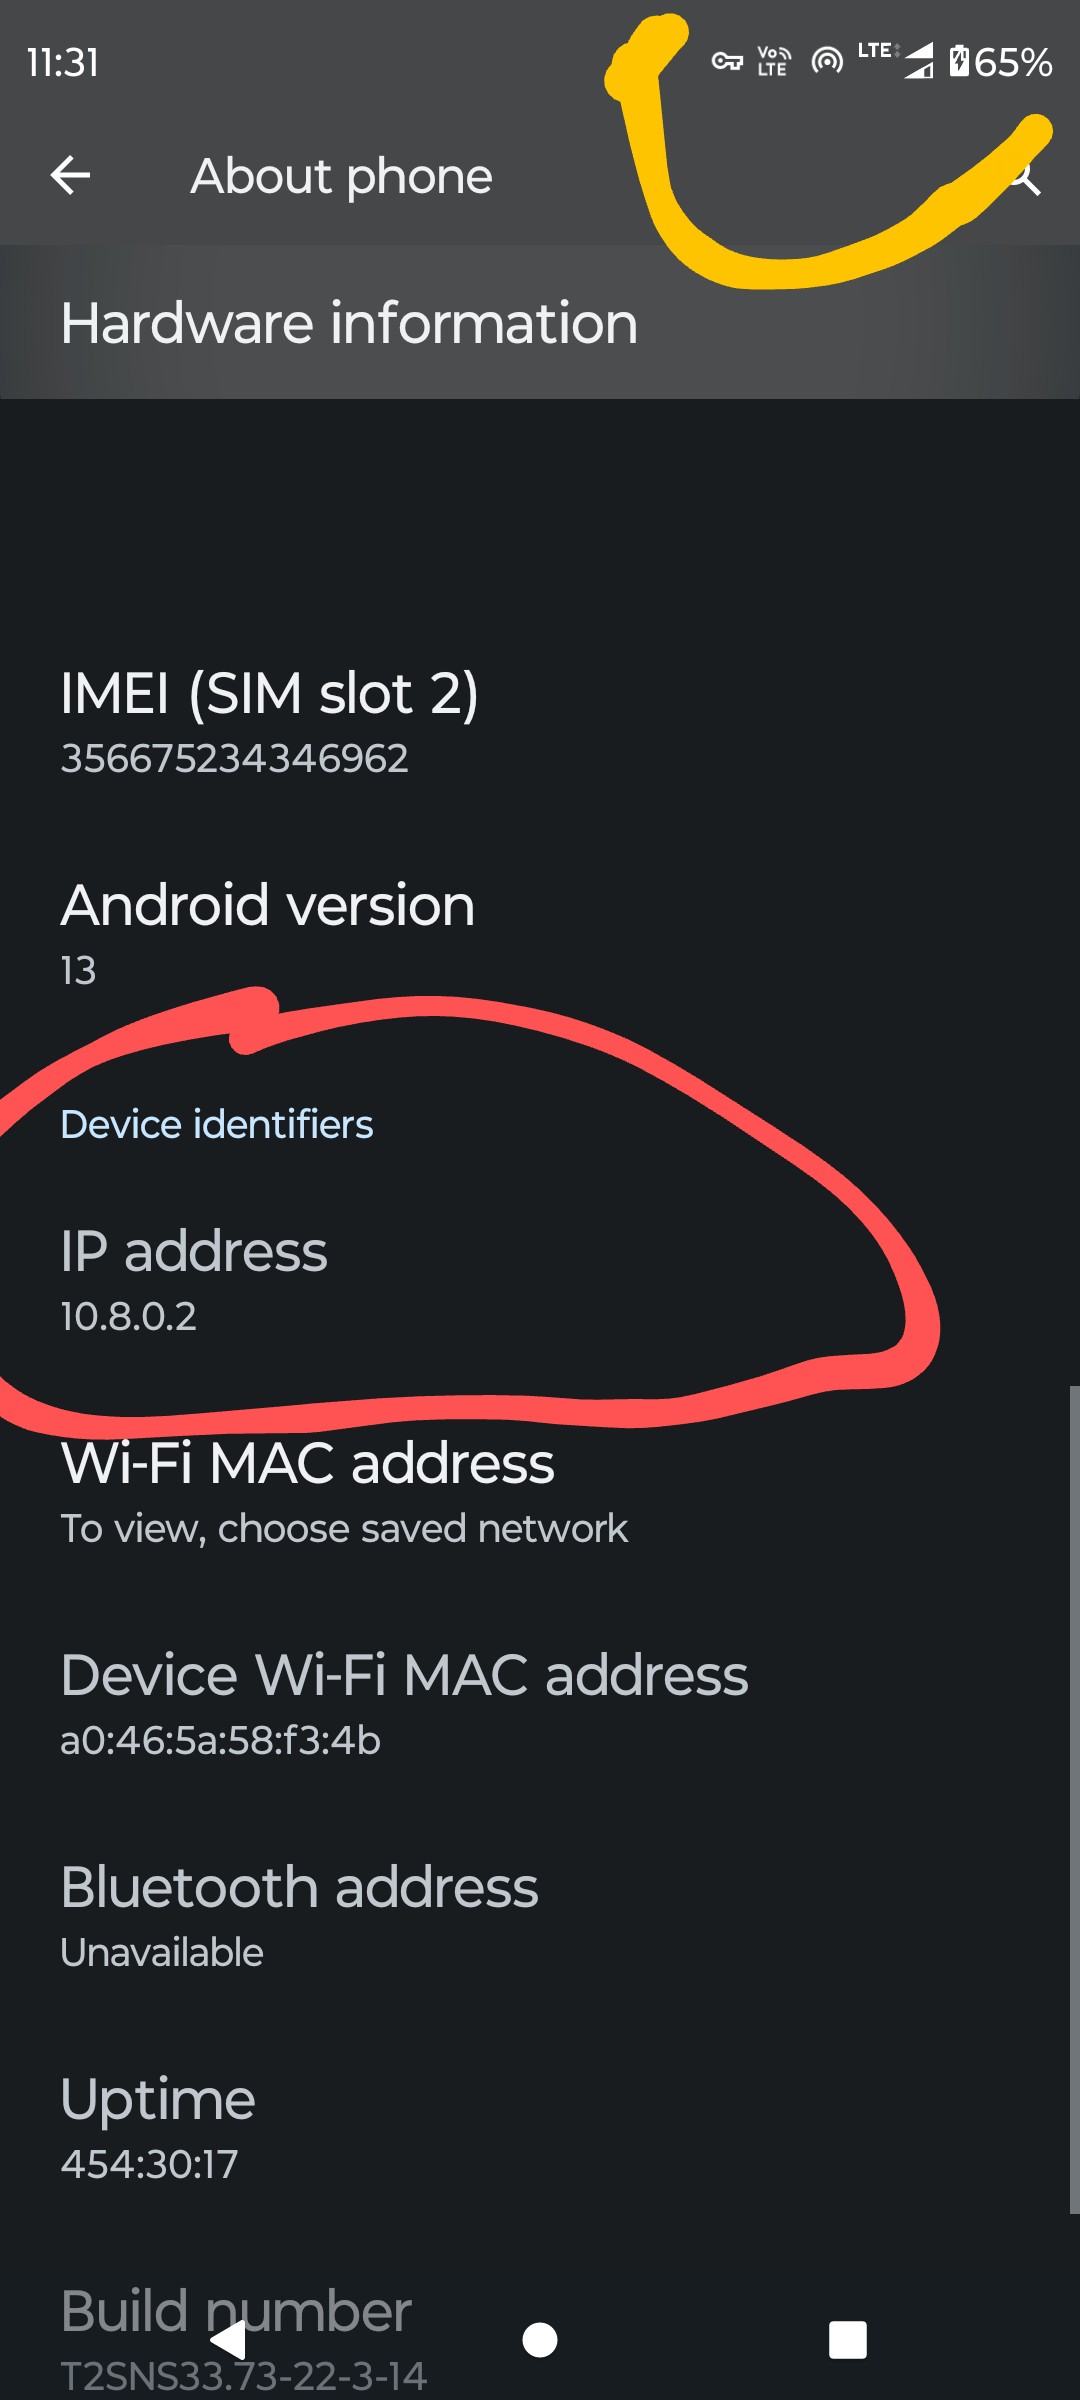 11:31
Vo LTE LTE 65%
About phone
Hardware information
IMEI (SIM slot 2)
356675234346962
Android version
13
Device identifiers
IP address
10.8.0.2
Wi-Fi MAC address
To view, choose saved network
Device Wi-Fi MAC address
a0:46:5a:58:f3:4b
Bluetooth address
Unavailable
Uptime
454:30:17
Build number
T2SNS33.73-22-3-14